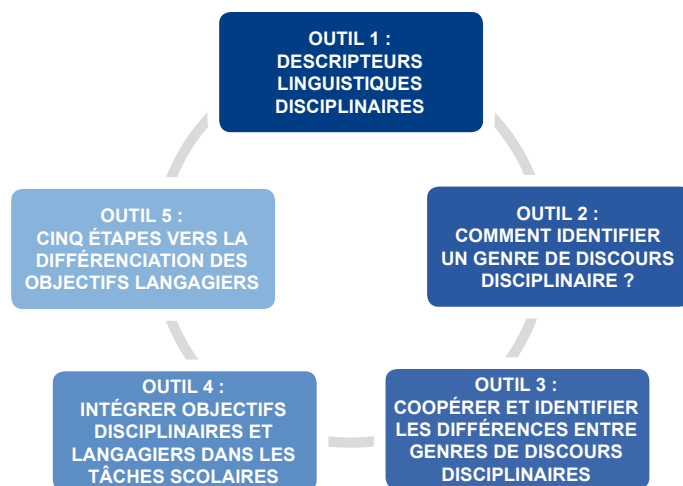 OUTIL 1 :
DESCRIPTEURS
LINGUISTIQUES
DISCIPLINAIRES
OUTIL 2 :
COMMENT IDENTIFIER
UN GENRE DE DISCOURS
DISCIPLINAIRE ?
OUTIL 3 :
COOPÉRER ET IDENTIFIER
LES DIFFÉRENCES ENTRE
GENRES DE DISCOURS
DISCIPLINAIRES
OUTIL 4 :
INTÉGRER OBJECTIFS
DISCIPLINAIRES ET
LANGAGIERS DANS LES
TÂCHES SCOLAIRES
OUTIL 5 :
CINQ ÉTAPES VERS LA
DIFFÉRENCIATION DES
OBJECTIFS LANGAGIERS